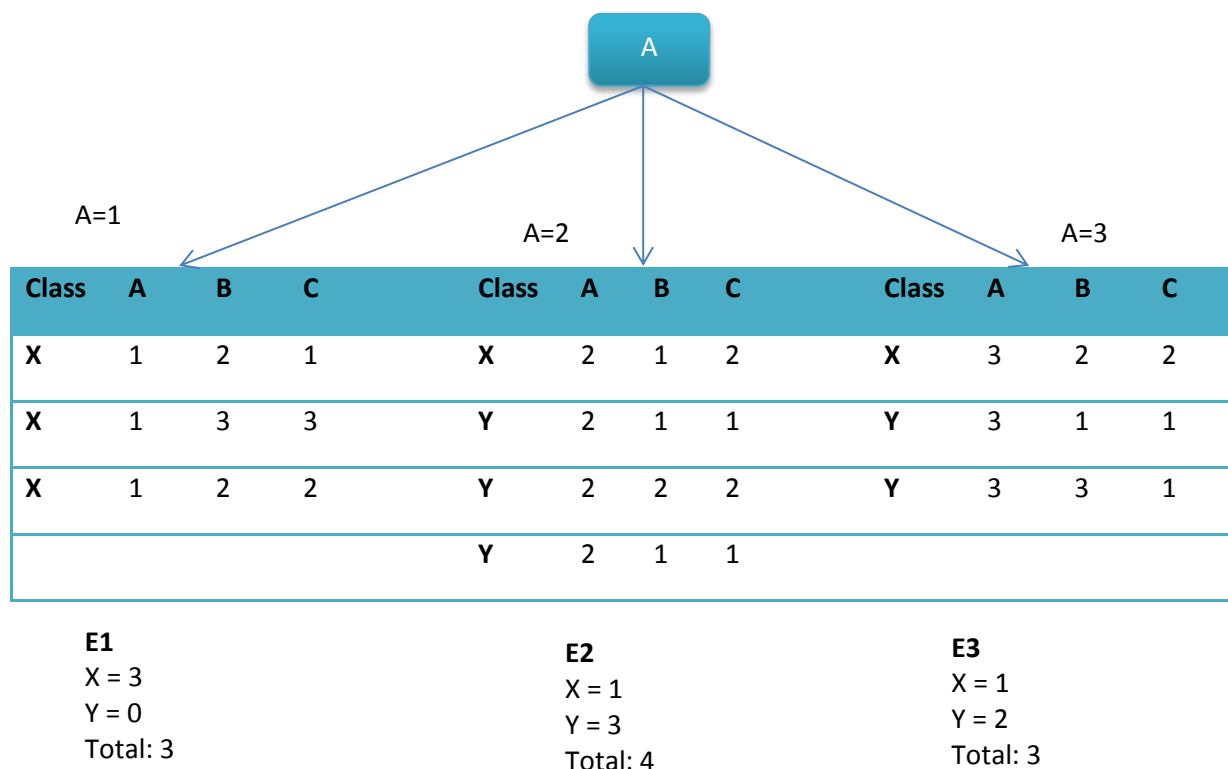 A
A=1
A=2
A=3
Class A B C Class A B C Class A B C
X 1 2 1 X 2 1 2 X 3 2 2
X 1 3 3 Y 2 1 1 Y 3 1 1
X 1 2 2 Y 2 2 2 Y 3 3 1
Y 2 1 1
E1
X = 3
Y = 0
Total: 3
E2
X = 1
Y = 3
Total: 4
E3
X = 1
Y = 2
Total: 3